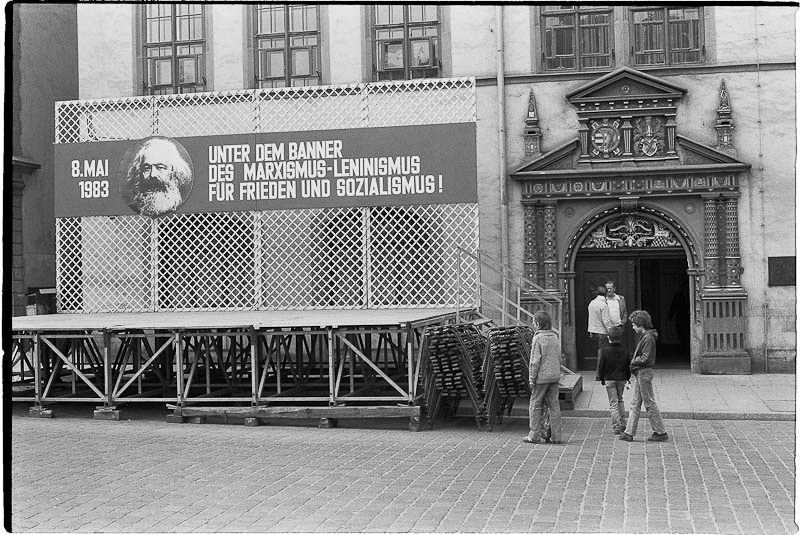 8.MAI
1983
UNTER DEM BANNER
DES MARXISMUS-LENINISMUS
FÜR FRIEDEN UND SOZIALISMUS!